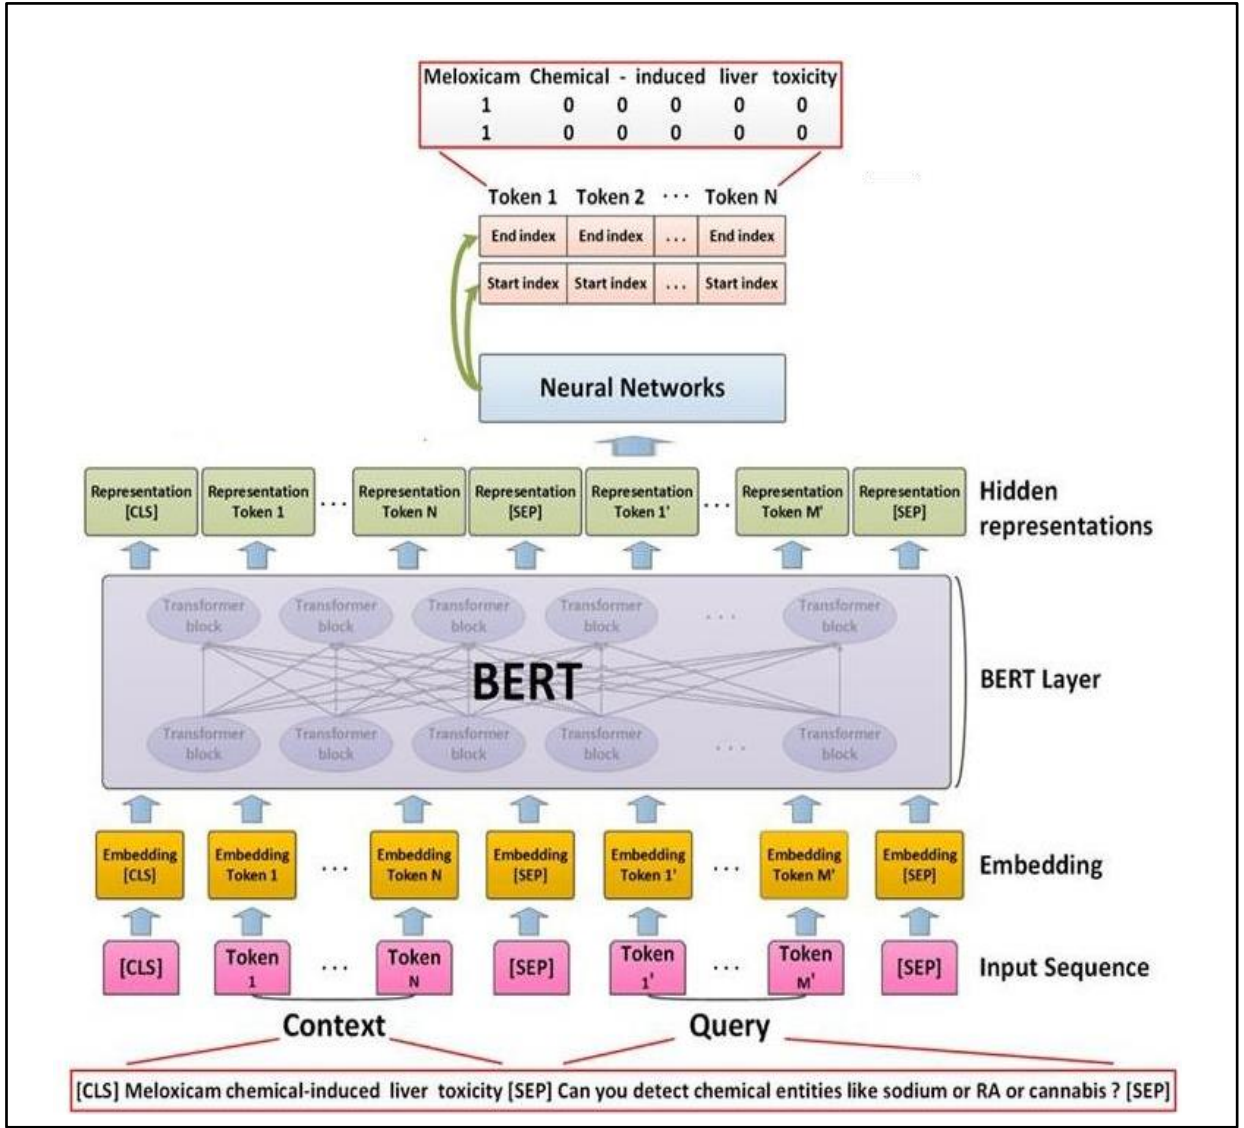 Meloxicam Chemical - induced liver toxicity
1 0 0 0 0 0
1 0 0 0 0 0
Token 1 Token 2 ... Token N
End index End index ... End index
Start index Start index ... Start index
Neural Networks
Representation [CLS]
Representation Token 1
...
Representation Token N
Representation [SEP]
Representation Token 1'
...
Representation Token M'
Representation [SEP]
Hidden
representations
Transformer block
Transformer block
Transformer block
Transformer block
...
Transformer block
BERT
BERT Layer
Transformer block
Transformer block
Transformer block
Transformer block
...
Transformer block
Embedding [CLS]
Embedding Token 1
...
Embedding Token N
Embedding [SEP]
Embedding Token 1'
...
Embedding Token M'
Embedding [SEP]
Embedding
[CLS]
Token 1
...
Token N
[SEP]
Token 1'
...
Token M'
[SEP]
Input Sequence
Context
Query
[CLS] Meloxicam chemical-induced liver toxicity [SEP] Can you detect chemical entities like sodium or RA or cannabis ? [SEP]